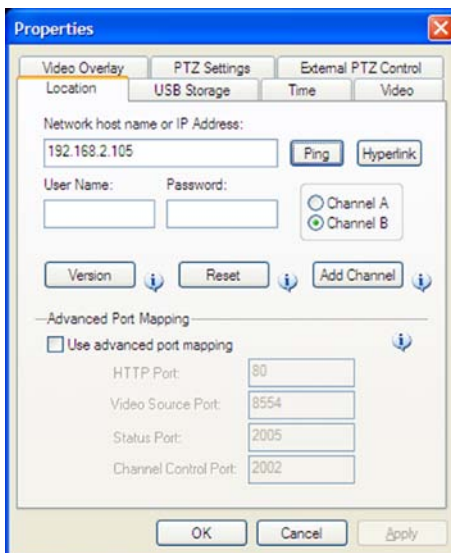 Properties
Video Overlay PTZ Settings External PTZ Control
Location USB Storage Time Video
Network host name or IP Address:
192.168.2.105 Ping Hyperlink
User Name: Password:
Channel A
Channel B
Version Reset Add Channel
Advanced Port Mapping
Use advanced port mapping
HTTP Port: 80
Video Source Port: 8554
Status Port: 2005
Channel Control Port: 2002
OK Cancel Apply